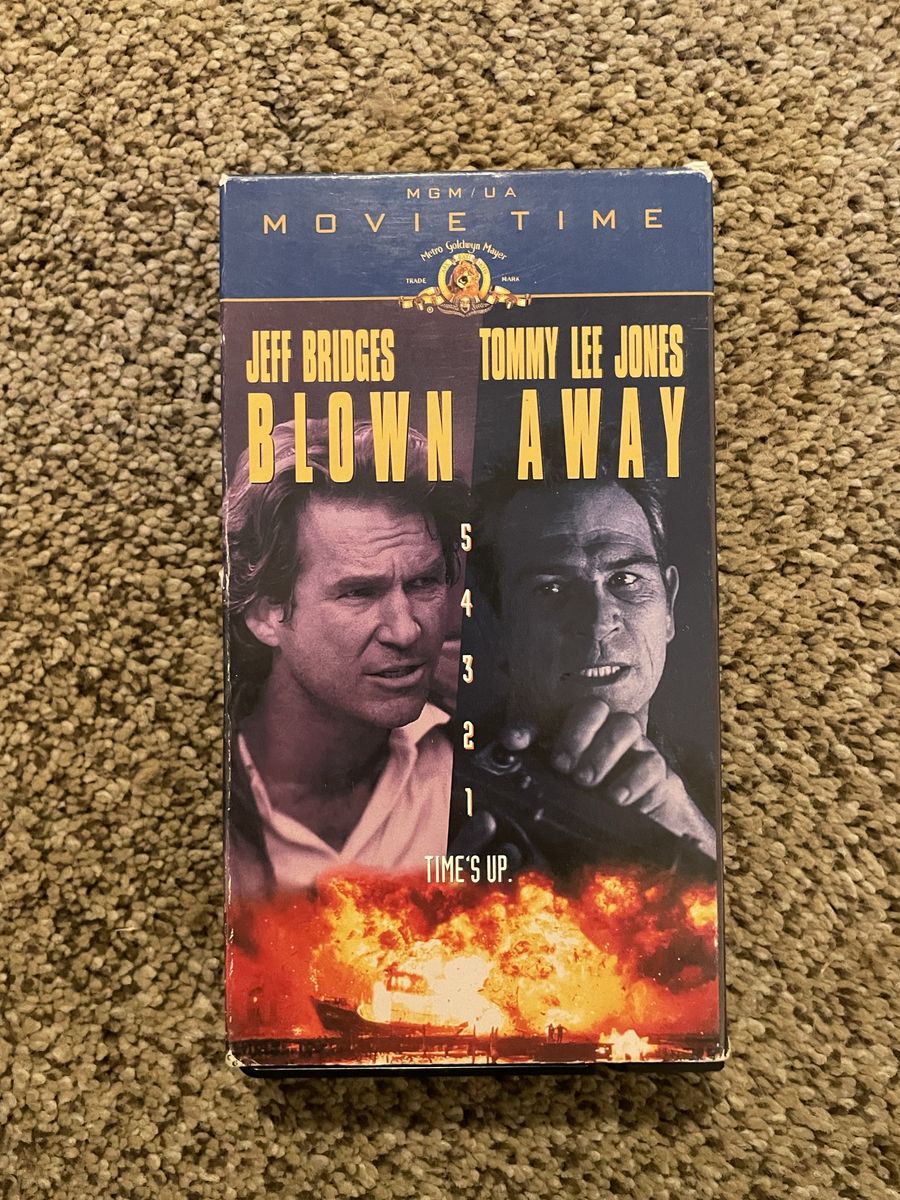 MGM/UA
MOVIE TIME
Metro Goldwyn Mayer
TRADE MARK
JEFF BRIDGES TOMMY LEE JONES
BLOWN AWAY
5
4
3
2
1
TIME'S UP.